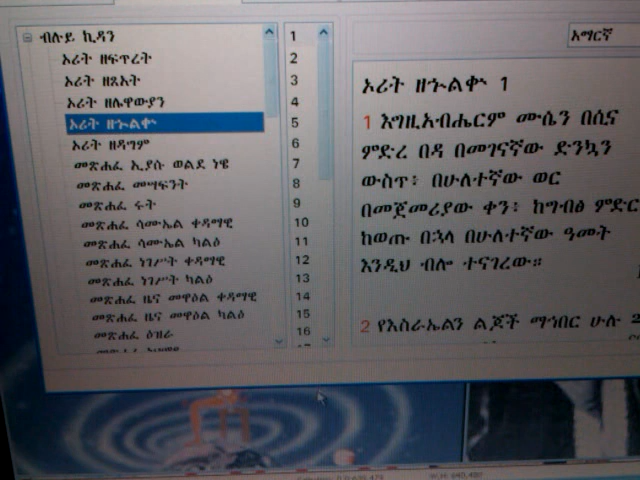 ብሉይ ኪዳን
ኦሪት ዘፍጥረት
ኦሪት ዘጸአት
ኦሪት ዘሌዋውያን
ኦሪት ዘኍልቍ
ኦሪት ዘዳግም
መጽሐፈ ኢያሱ ወልደ ነዌ
መጽሐፈ መሣፍንት
መጽሐፈ ሩት
መጽሐፈ ሳሙኤል ቀዳማዊ
መጽሐፈ ሳሙኤል ካልዕ
መጽሐፈ ነገሥት ቀዳማዊ
መጽሐፈ ነገሥት ካልዕ
መጽሐፈ ዜና መዋዕል ቀዳማዊ
መጽሐፈ ዜና መዋዕል ካልዕ
መጽሐፈ ዕዝራ
1
2
3
4
5
6
7
8
9
10
11
12
13
14
15
16
አማርኛ
ኦሪት ዘኍልቍ 1
1 እግዚአብሔርም ሙሴን በሲና
ምድረ በዳ በመገናኛው ድንኳን
ውስጥ፥ በሁለተኛው ወር
በመጀመሪያው ቀን፥ ከግብፅ ምድር
ከወጡ በኋላ በሁለተኛው ዓመት
እንዲህ ብሎ ተናገረው።
2 የእስራኤልን ልጆች ማኅበር ሁሉ